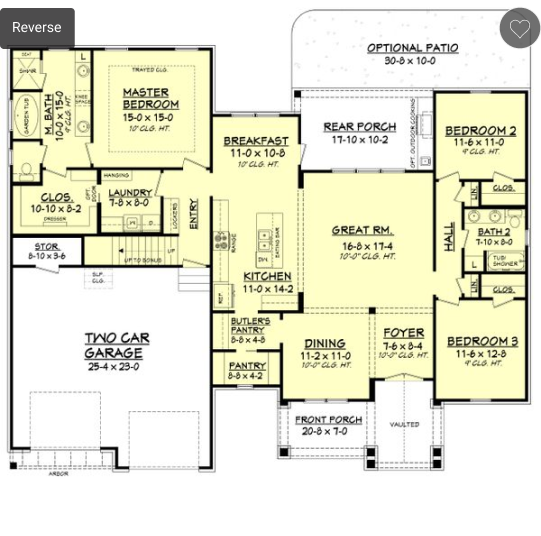 Reverse
OPTIONAL PATIO
30-8 x 10-0
SEAT
SHWR
L
TRAYED CLG.
MASTER
BEDROOM
15-0 x 15-0
10' CLG. HT.
M. BATH
10-0 x 15-0
9' CLG. HT.
KNEE
SPACE
GARDEN TUB
BREAKFAST
11-0 x 10-8
10' CLG. HT.
REAR PORCH
17-10 x 10-2
OPT. OUTDOOR COOKING
BEDROOM 2
11-6 x 11-0
9' CLG. HT.
LIN.
CLOS.
HANGING
LAUNDRY
7-8 x 8-0
OPT.
DOOR
W.
D.
LOCKERS
CLOS.
10-10 x 8-2
DRESSER
ENTRY
GREAT RM.
16-8 x 17-4
10'-0" CLG. HT.
HALL
BATH 2
7-10 x 8-0
TUB/
SHOWER
L
RANGE
EATING BAR
DW
STOR.
8-10 x 3-6
UP
UP TO BONUS
SLP.
CLG.
KITCHEN
11-0 x 14-2
REF.
LIN.
CLOS.
BUTLER'S
PANTRY
8-8 x 4-8
DINING
11-2 x 11-0
10'-0" CLG. HT.
FOYER
7-6 x 8-4
10'-0" CLG. HT.
BEDROOM 3
11-6 x 12-8
9' CLG. HT.
TWO CAR
GARAGE
25-4 x 23-0
PANTRY
8-8 x 4-2
FRONT PORCH
20-8 x 7-0
VAULTED
ARBOR